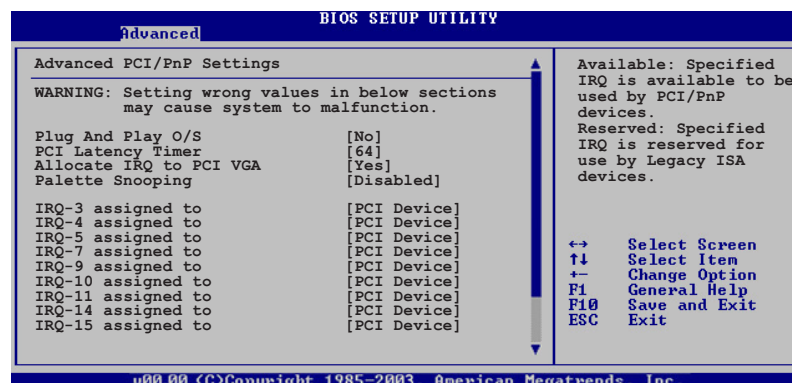 BIOS SETUP UTILITY
Advanced
Advanced PCI/PnP Settings
WARNING: Setting wrong values in below sections
may cause system to malfunction.
Plug And Play O/S [No]
PCI Latency Timer [64]
Allocate IRQ to PCI VGA [Yes]
Palette Snooping [Disabled]
IRQ-3 assigned to [PCI Device]
IRQ-4 assigned to [PCI Device]
IRQ-5 assigned to [PCI Device]
IRQ-7 assigned to [PCI Device]
IRQ-9 assigned to [PCI Device]
IRQ-10 assigned to [PCI Device]
IRQ-11 assigned to [PCI Device]
IRQ-14 assigned to [PCI Device]
IRQ-15 assigned to [PCI Device]
Available: Specified
IRQ is available to be
used by PCI/PnP
devices.
Reserved: Specified
IRQ is reserved for
use by Legacy ISA
devices.
↔ Select Screen
↑↓ Select Item
+- Change Option
F1 General Help
F10 Save and Exit
ESC Exit
v00.00 (C)Copyright 1985-2003, American Megatrends, Inc.